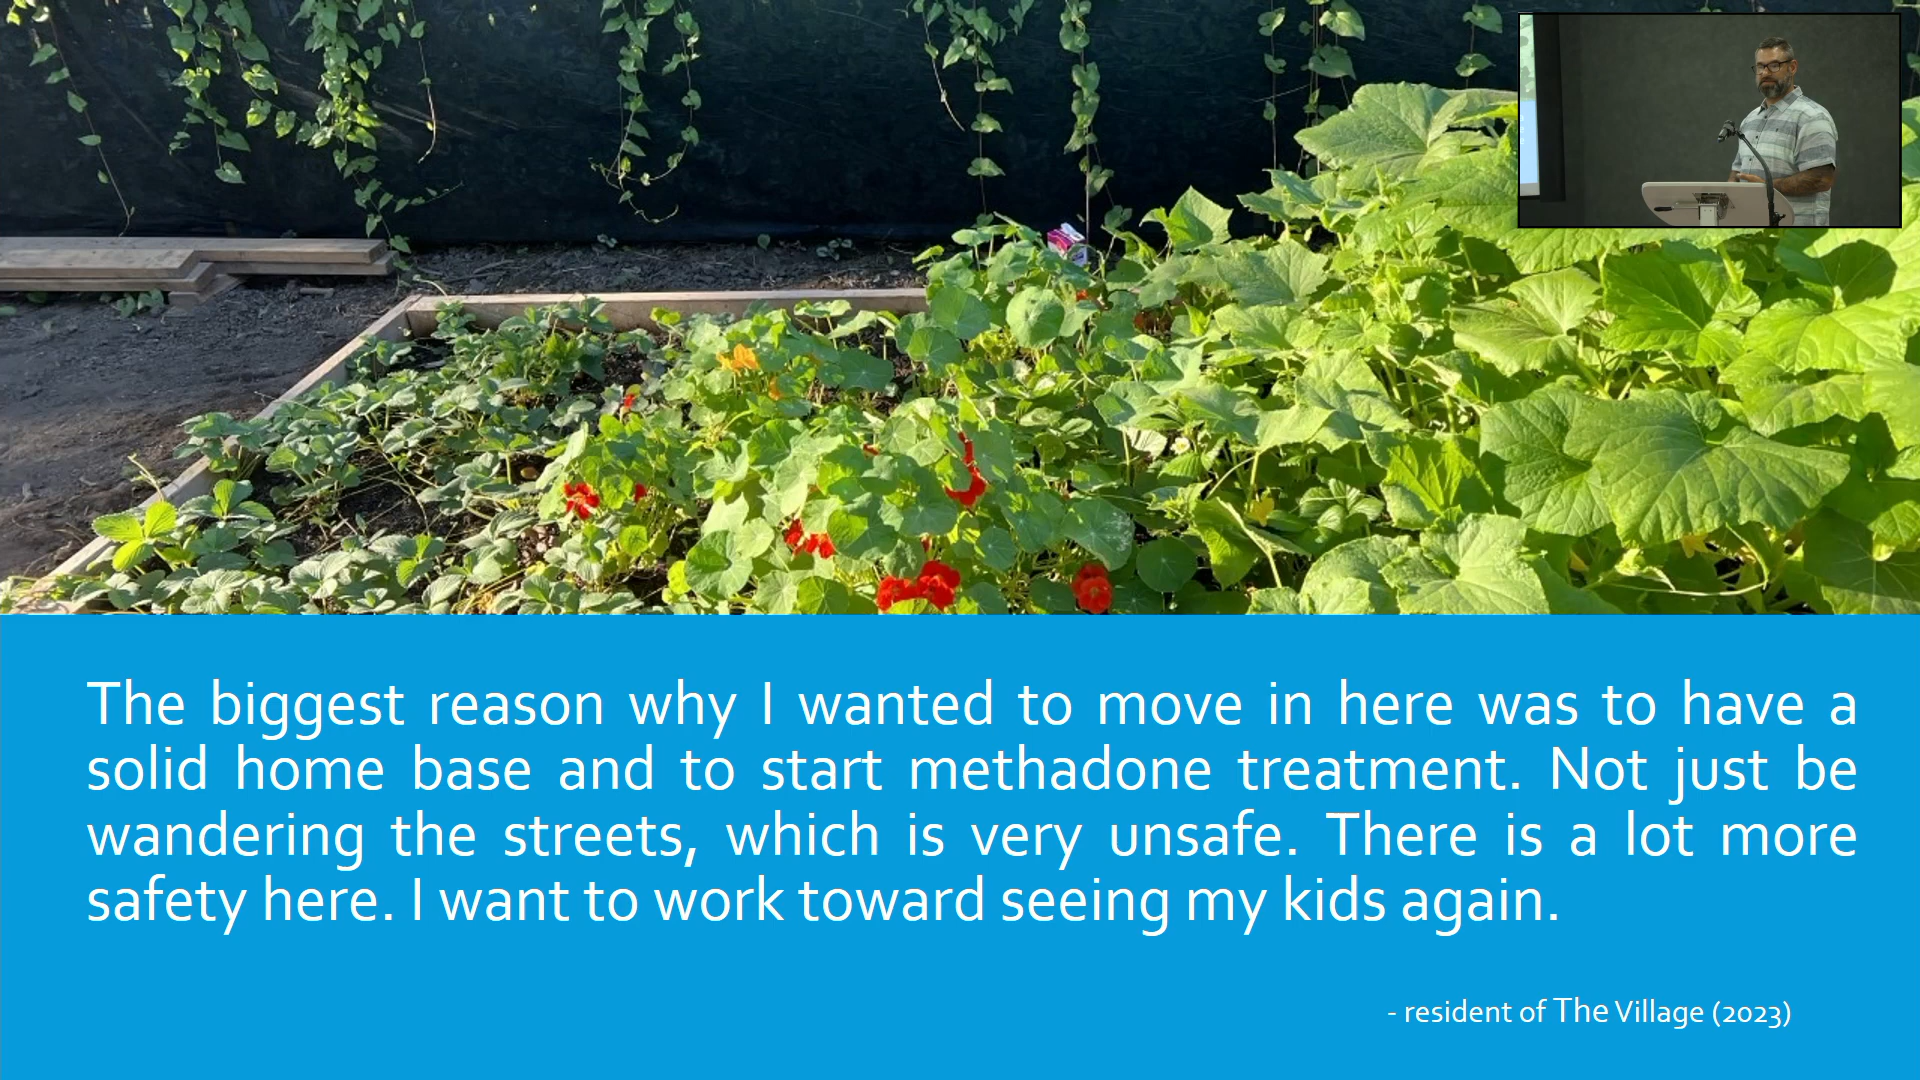 The biggest reason why I wanted to move in here was to have a
solid home base and to start methadone treatment. Not just be
wandering the streets, which is very unsafe. There is a lot more
safety here. I want to work toward seeing my kids again.
- resident of The Village (2023)